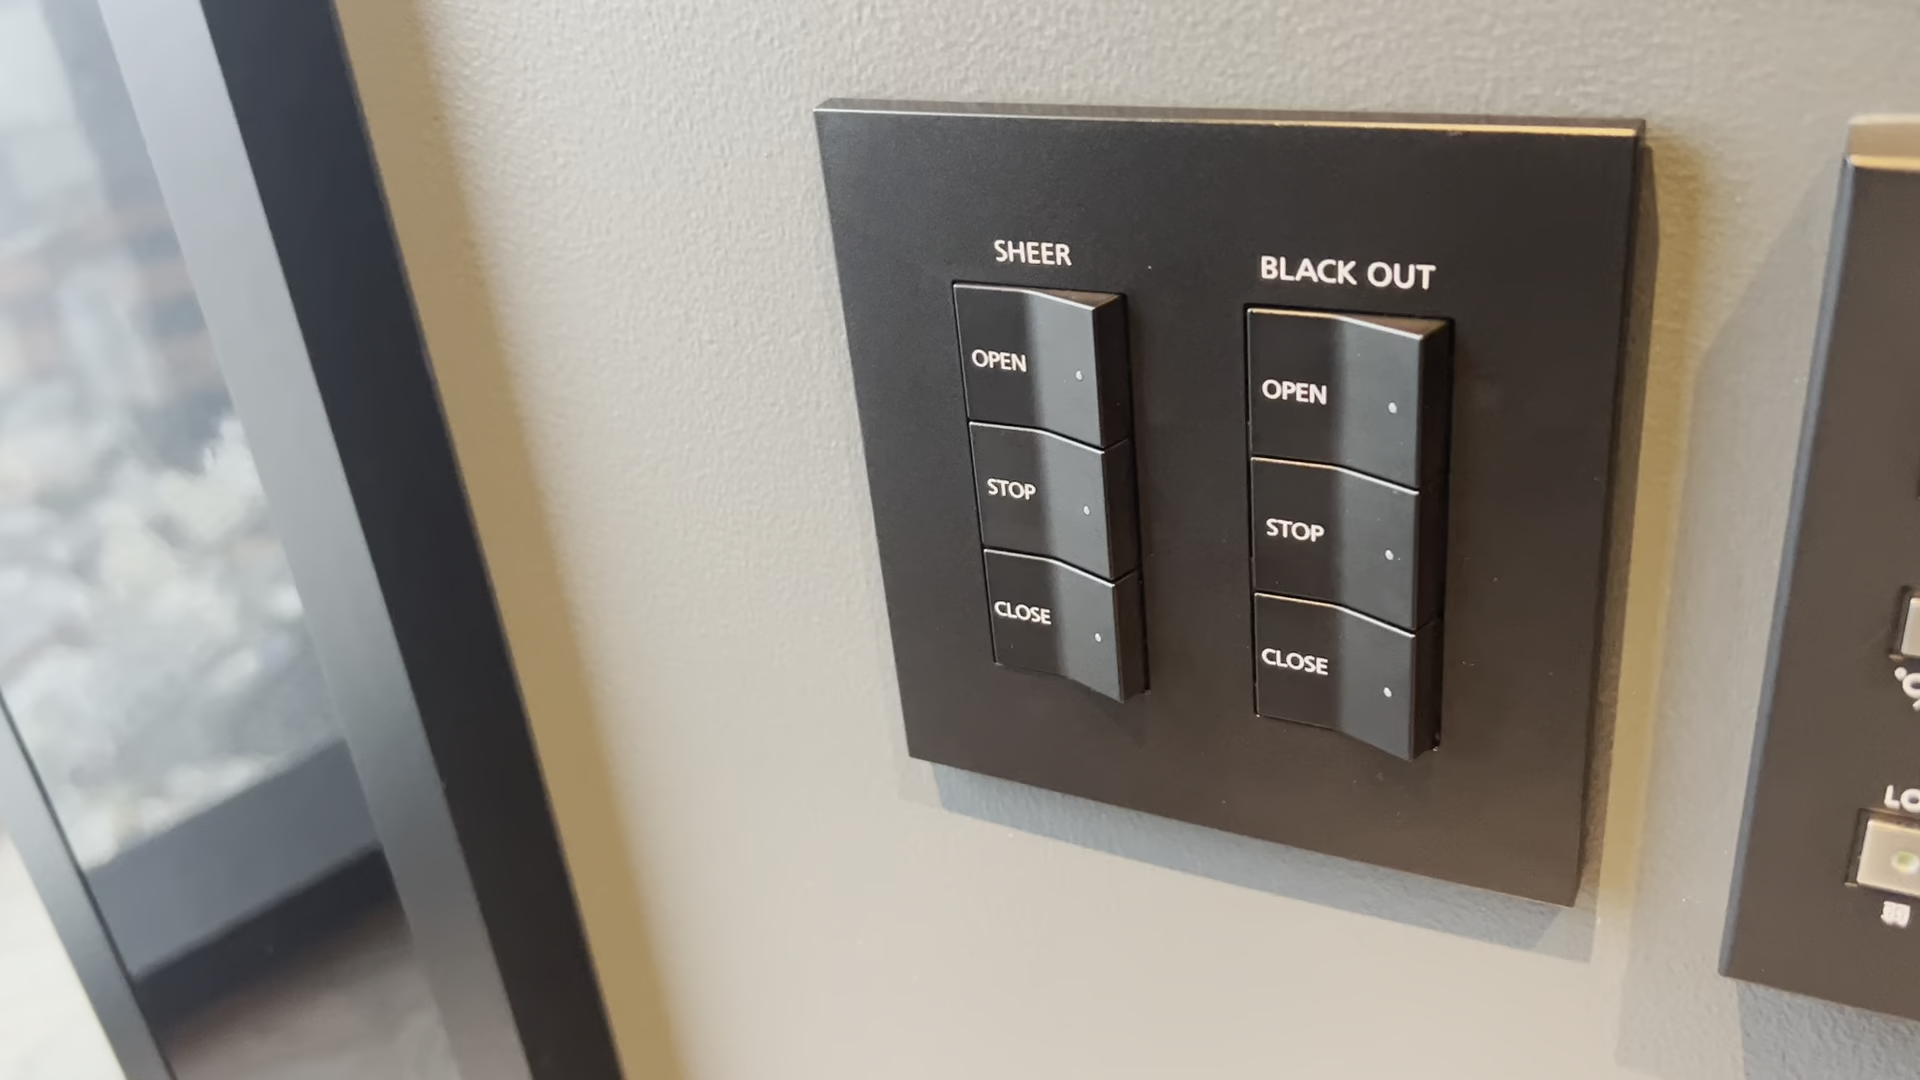 SHEER
OPEN
STOP
CLOSE
BLACK OUT
OPEN
STOP
CLOSE